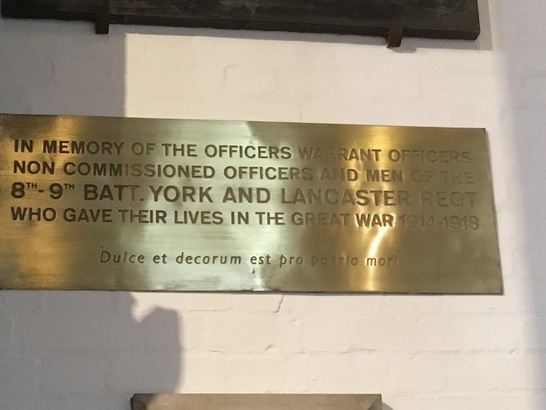 IN MEMORY OF THE OFFICERS WARRANT OFFICERS
NON COMMISSIONED OFFICERS AND MEN OF THE
8TH-9TH BATT. YORK AND LANCASTER REGT
WHO GAVE THEIR LIVES IN THE GREAT WAR 1914-1918
Dulce et decorum est pro patria mori